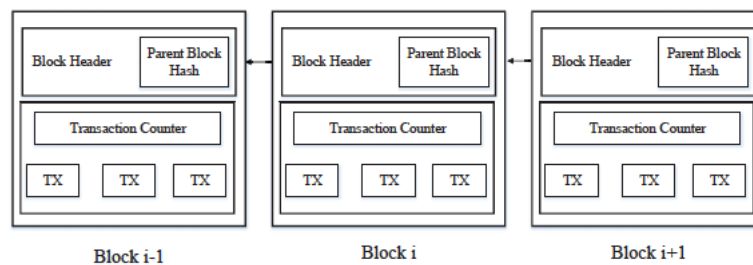 Block Header
Parent Block
Hash
Transaction Counter
TX TX TX
Block i-1
Block Header
Parent Block
Hash
Transaction Counter
TX TX TX
Block i
Block Header
Parent Block
Hash
Transaction Counter
TX TX TX
Block i+1